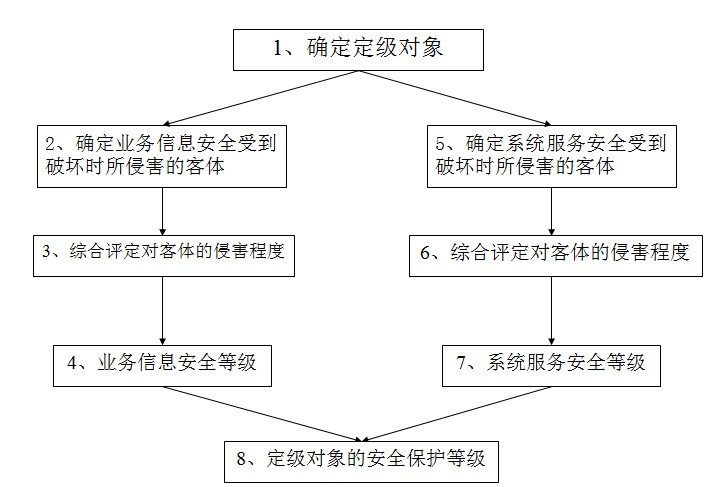 1、确定定级对象
2、确定业务信息安全受到
破坏时所侵害的客体
5、确定系统服务安全受到
破坏时所侵害的客体
3、综合评定对客体的侵害程度
6、综合评定对客体的侵害程度
4、业务信息安全等级
7、系统服务安全等级
8、定级对象的安全保护等级